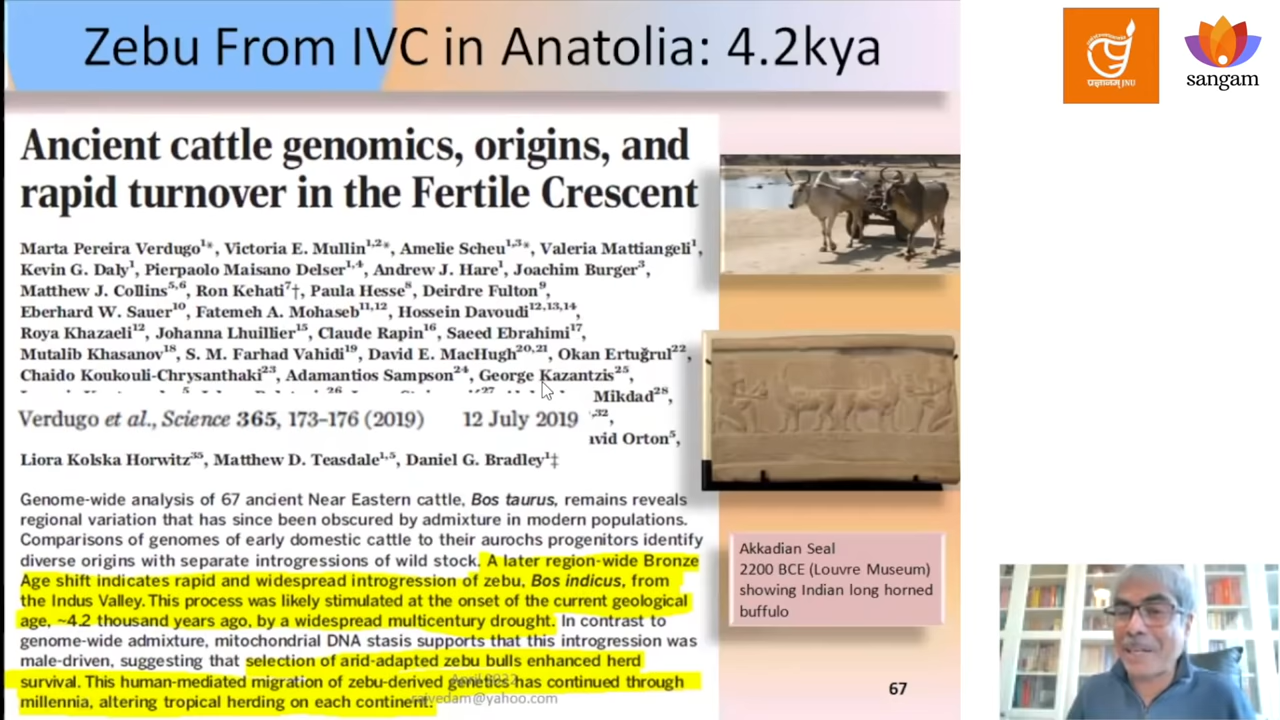 Zebu From IVC in Anatolia: 4.2kya
प्रज्ञानम् INU
sangam
Ancient cattle genomics, origins, and
rapid turnover in the Fertile Crescent
Marta Pereira Verdugo1*, Victoria E. Mullin1,2*, Amelie Scheu1,3*, Valeria Mattiangeli1,
Kevin G. Daly1, Pierpaolo Maisano Delser1,4, Andrew J. Hare1, Joachim Burger3,
Matthew J. Collins5,6, Ron Kehati7†, Paula Hesse8, Deirdre Fulton9,
Eberhard W. Sauer10, Fatemeh A. Mohaseb11,12, Hossein Davoudi12,13,14,
Roya Khazaeli12, Johanna Lhuillier15, Claude Rapin16, Saeed Ebrahimi17,
Mutalib Khasanov18, S. M. Farhad Vahidi19, David E. MacHugh20,21, Okan Ertuğrul22,
Chaido Koukouli-Chrysanthaki23, Adamantios Sampson24, George Kazantzis25,
Mikdad28,
Verdugo et al., Science 365, 173–176 (2019) 12 July 2019
,32,
vid Orton5,
Liora Kolska Horwitz35, Matthew D. Teasdale1,5, Daniel G. Bradley1‡
Genome-wide analysis of 67 ancient Near Eastern cattle, Bos taurus, remains reveals
regional variation that has since been obscured by admixture in modern populations.
Comparisons of genomes of early domestic cattle to their aurochs progenitors identify
diverse origins with separate introgressions of wild stock. A later region-wide Bronze
Age shift indicates rapid and widespread introgression of zebu, Bos indicus, from
the Indus Valley. This process was likely stimulated at the onset of the current geological
age, ~4.2 thousand years ago, by a widespread multicentury drought. In contrast to
genome-wide admixture, mitochondrial DNA stasis supports that this introgression was
male-driven, suggesting that selection of arid-adapted zebu bulls enhanced herd
survival. This human-mediated migration of zebu-derived genetics has continued through
millennia, altering tropical herding on each continent.
rajvedam@yahoo.com
Akkadian Seal
2200 BCE (Louvre Museum)
showing Indian long horned
buffulo
67